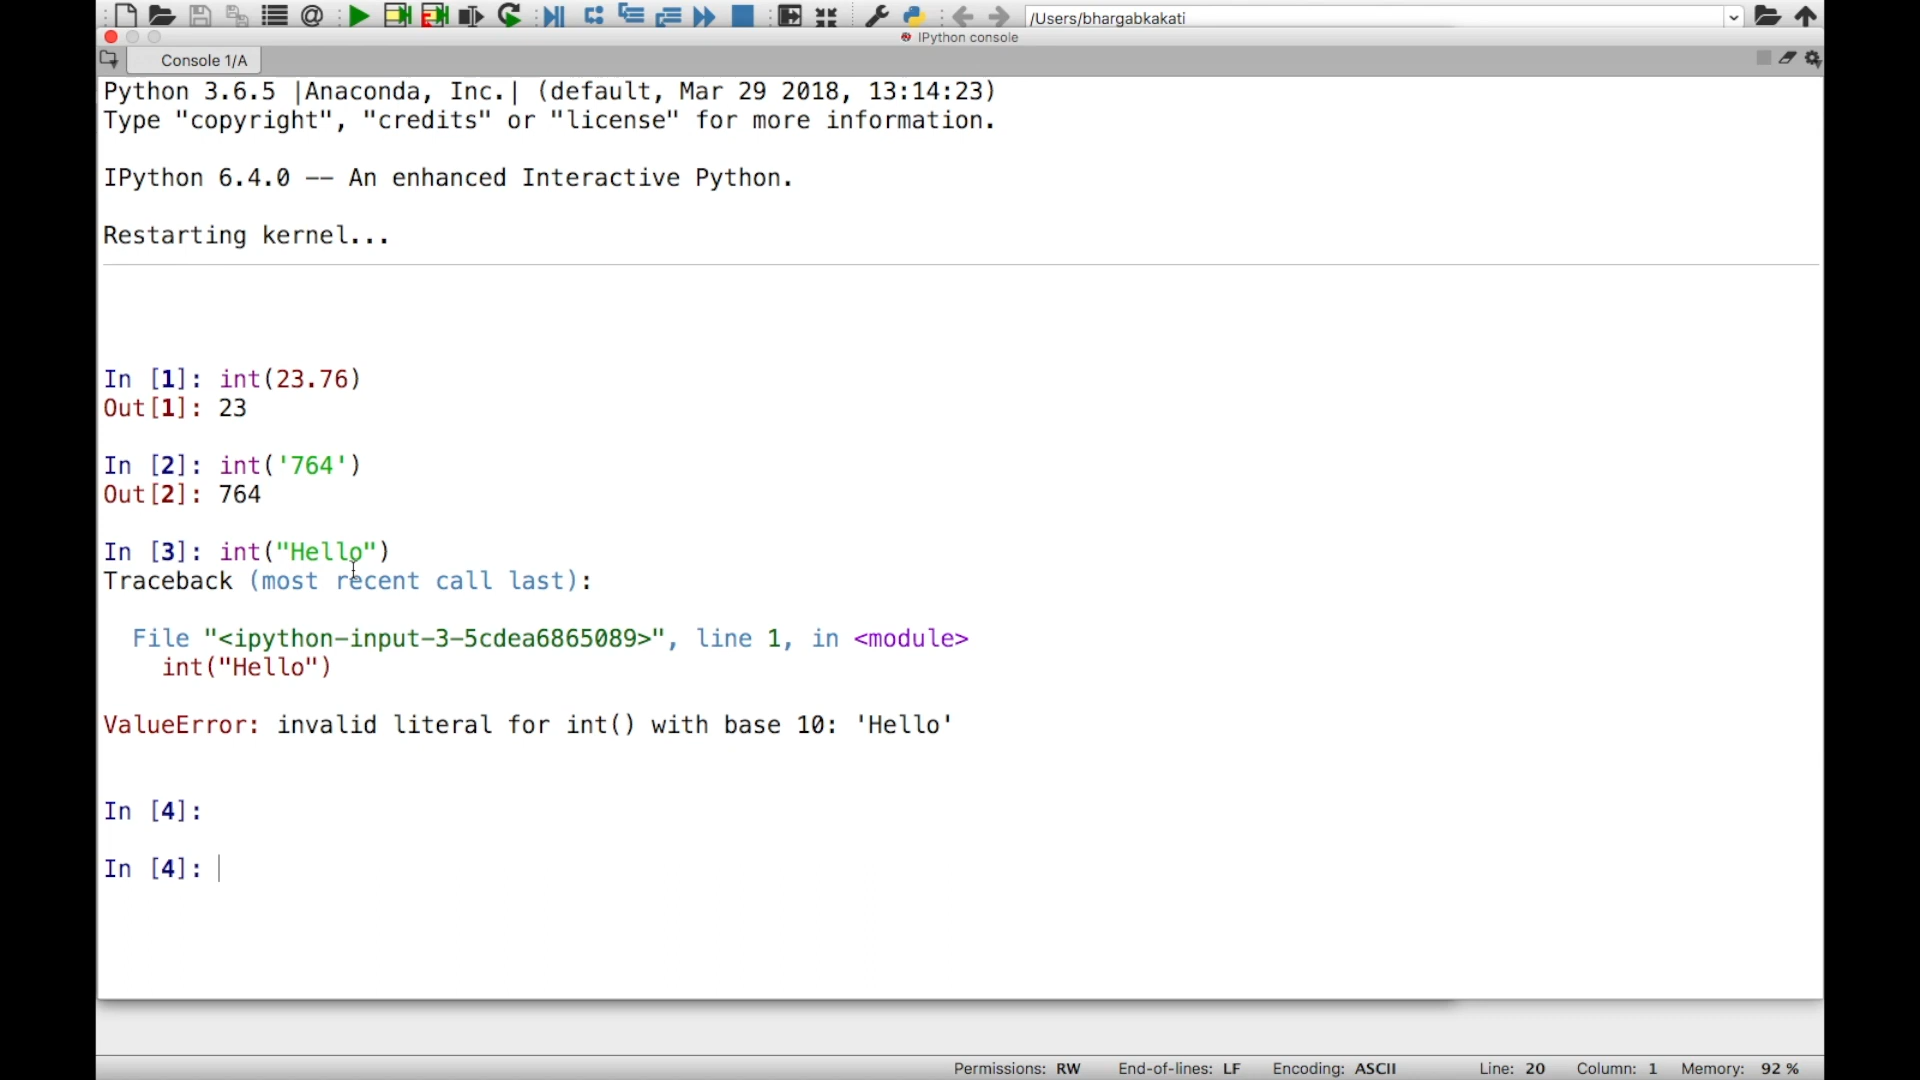 /Users/bhargabkakati
IPython console
Console 1/A
Python 3.6.5 |Anaconda, Inc.| (default, Mar 29 2018, 13:14:23)
Type "copyright", "credits" or "license" for more information.
IPython 6.4.0 -- An enhanced Interactive Python.
Restarting kernel...
In [1]: int(23.76)
Out[1]: 23
In [2]: int('764')
Out[2]: 764
In [3]: int("Hello")
Traceback (most recent call last):
File "<ipython-input-3-5cdea6865089>", line 1, in <module>
int("Hello")
ValueError: invalid literal for int() with base 10: 'Hello'
In [4]:
In [4]:
Permissions: RW End-of-lines: LF Encoding: ASCII Line: 20 Column: 1 Memory: 92 %